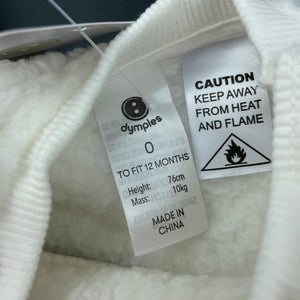 dymples
0
TO FIT 12 MONTHS
Height: 76cm
Mass: 10kg
MADE IN
CHINA
CAUTION
KEEP AWAY
FROM HEAT
AND FLAME